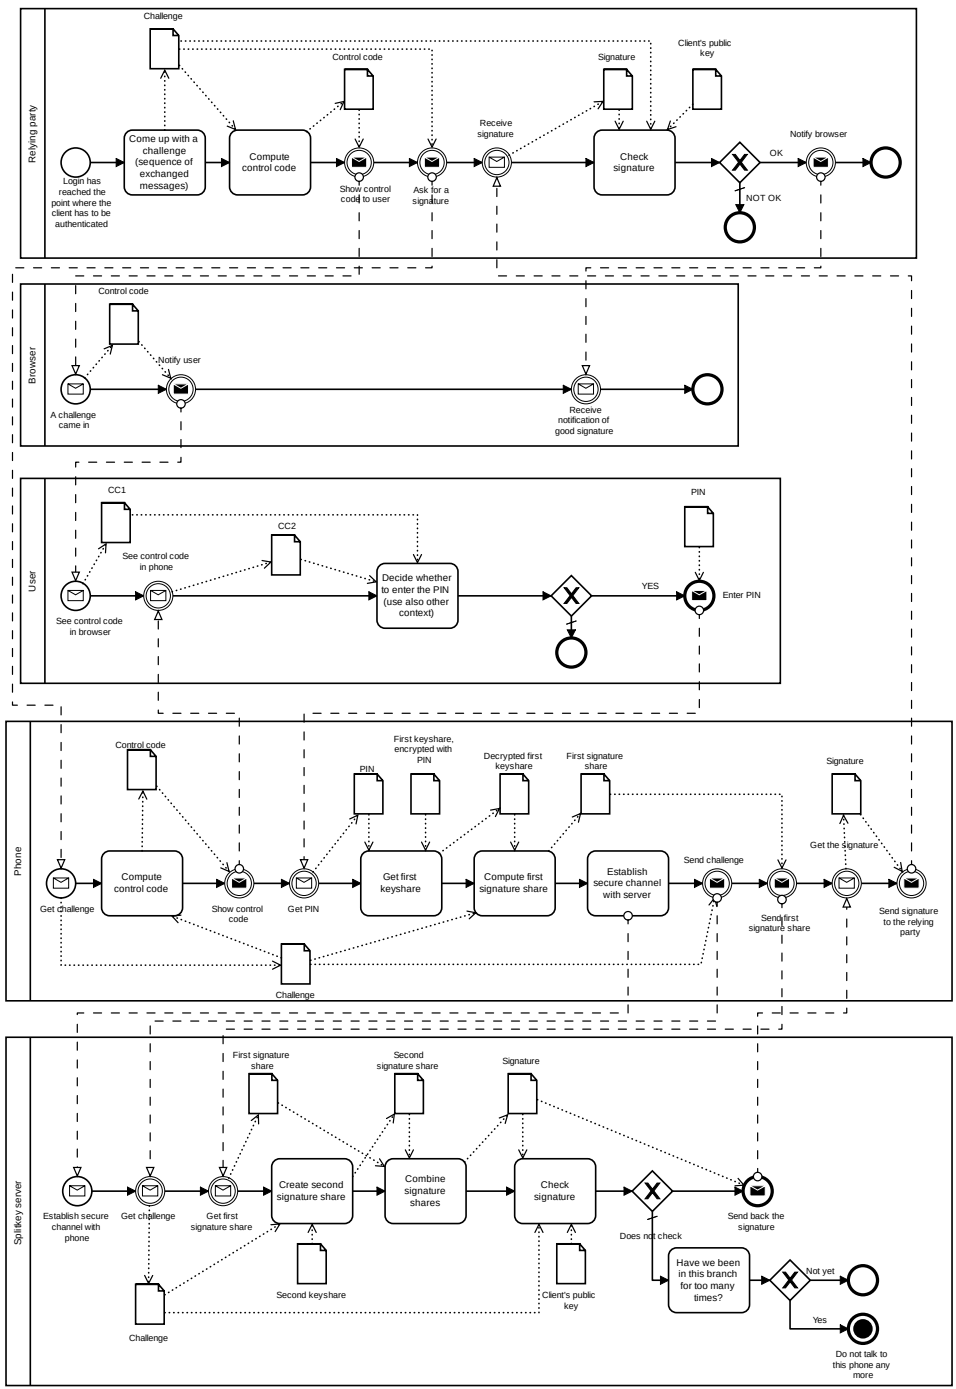 Relying party
Challenge
Control code
Signature
Client's public
key
Login has
reached the
point where the
client has to be
authenticated
Come up with a
challenge
(sequence of
exchanged
messages)
Compute
control code
Show control
code to user
Ask for a
signature
Receive
signature
Check
signature
OK
NOT OK
Notify browser
Browser
Control code
Notify user
A challenge
came in
Receive
notification of
good signature
User
CC1
CC2
PIN
See control code
in browser
See control code
in phone
Decide whether
to enter the PIN
(use also other
context)
YES
Enter PIN
Phone
Control code
PIN
First keyshare,
encrypted with
PIN
Decrypted first
keyshare
First signature
share
Signature
Get challenge
Compute
control code
Show control
code
Get PIN
Get first
keyshare
Compute first
signature share
Establish
secure channel
with server
Send challenge
Send first
signature share
Get the signature
Send signature
to the relying
party
Challenge
Splitkey server
First signature
share
Second
signature share
Signature
Establish secure
channel with
phone
Get challenge
Get first
signature share
Create second
signature share
Combine
signature
shares
Check
signature
Does not check
Send back the
signature
Have we been
in this branch
for too many
times?
Not yet
Yes
Do not talk to
this phone any
more
Second keyshare
Client's public
key
Challenge